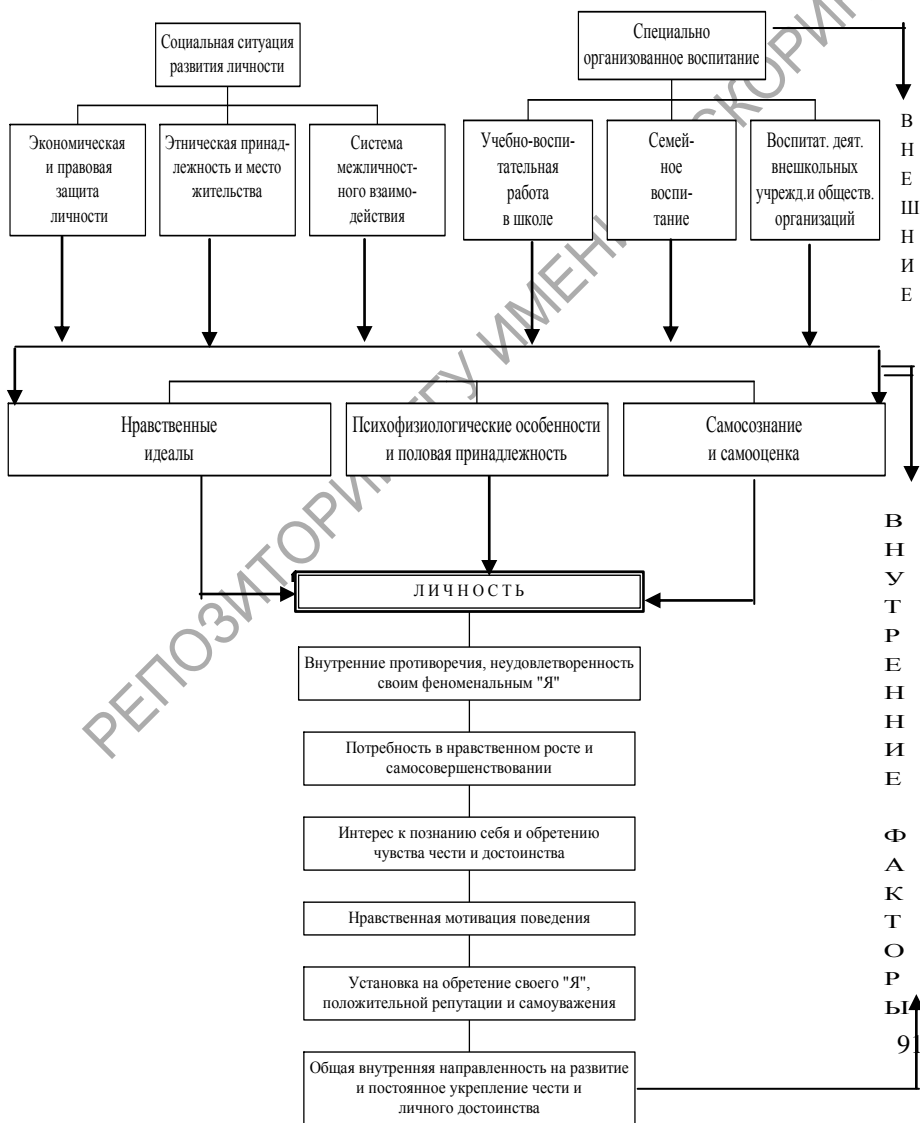 Социальная ситуация
развития личности
Специально
организованное воспитание
Экономическая
и правовая
защита
личности
Этническая принад-
лежность и место
жительства
Система
межличност-
ного взаимо-
действия
Учебно-воспи-
тательная
работа
в школе
Семей-
ное
воспи-
тание
Воспитат. деят.
внешкольных
учрежд.и обществ.
организаций
В
Н
Е
Ш
Н
И
Е
Нравственные
идеалы
Психофизиологические особенности
и половая принадлежность
Самосознание
и самооценка
ЛИЧНОСТЬ
Внутренние противоречия, неудовлетворенность
своим феноменальным "Я"
Потребность в нравственном росте и
самосовершенствовании
Интерес к познанию себя и обретению
чувства чести и достоинства
Нравственная мотивация поведения
Установка на обретение своего "Я",
положительной репутации и самоуважения
Общая внутренняя направленность на развитие
и постоянное укрепление чести и
личного достоинства
В
Н
У
Т
Р
Е
Н
Н
И
Е
Ф
А
К
Т
О
Р
Ы
91
РЕПОЗИТОРИЙ ГГУ ИМЕНИ